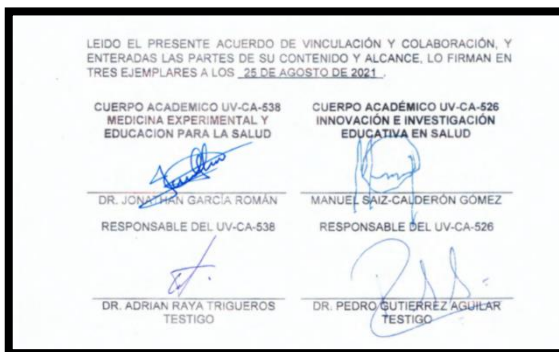 LEIDO EL PRESENTE ACUERDO DE VINCULACIÓN Y COLABORACIÓN, Y
ENTERADAS LAS PARTES DE SU CONTENIDO Y ALCANCE, LO FIRMAN EN
TRES EJEMPLARES A LOS 25 DE AGOSTO DE 2021.
CUERPO ACADEMICO UV-CA-538
MEDICINA EXPERIMENTAL Y
EDUCACION PARA LA SALUD
DR. JONATHAN GARCÍA ROMÁN
RESPONSABLE DEL UV-CA-538
CUERPO ACADÉMICO UV-CA-526
INNOVACIÓN E INVESTIGACIÓN
EDUCATIVA EN SALUD
MANUEL SAIZ-CALDERÓN GÓMEZ
RESPONSABLE DEL UV-CA-526
DR. ADRIAN RAYA TRIGUEROS
TESTIGO
DR. PEDRO GUTIERREZ AGUILAR
TESTIGO